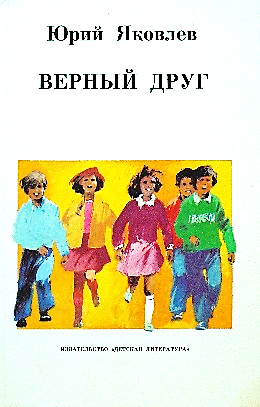 Юрий Яковлев
ВЕРНЫЙ ДРУГ
ИЗДАТЕЛЬСТВО «ДЕТСКАЯ ЛИТЕРАТУРА»